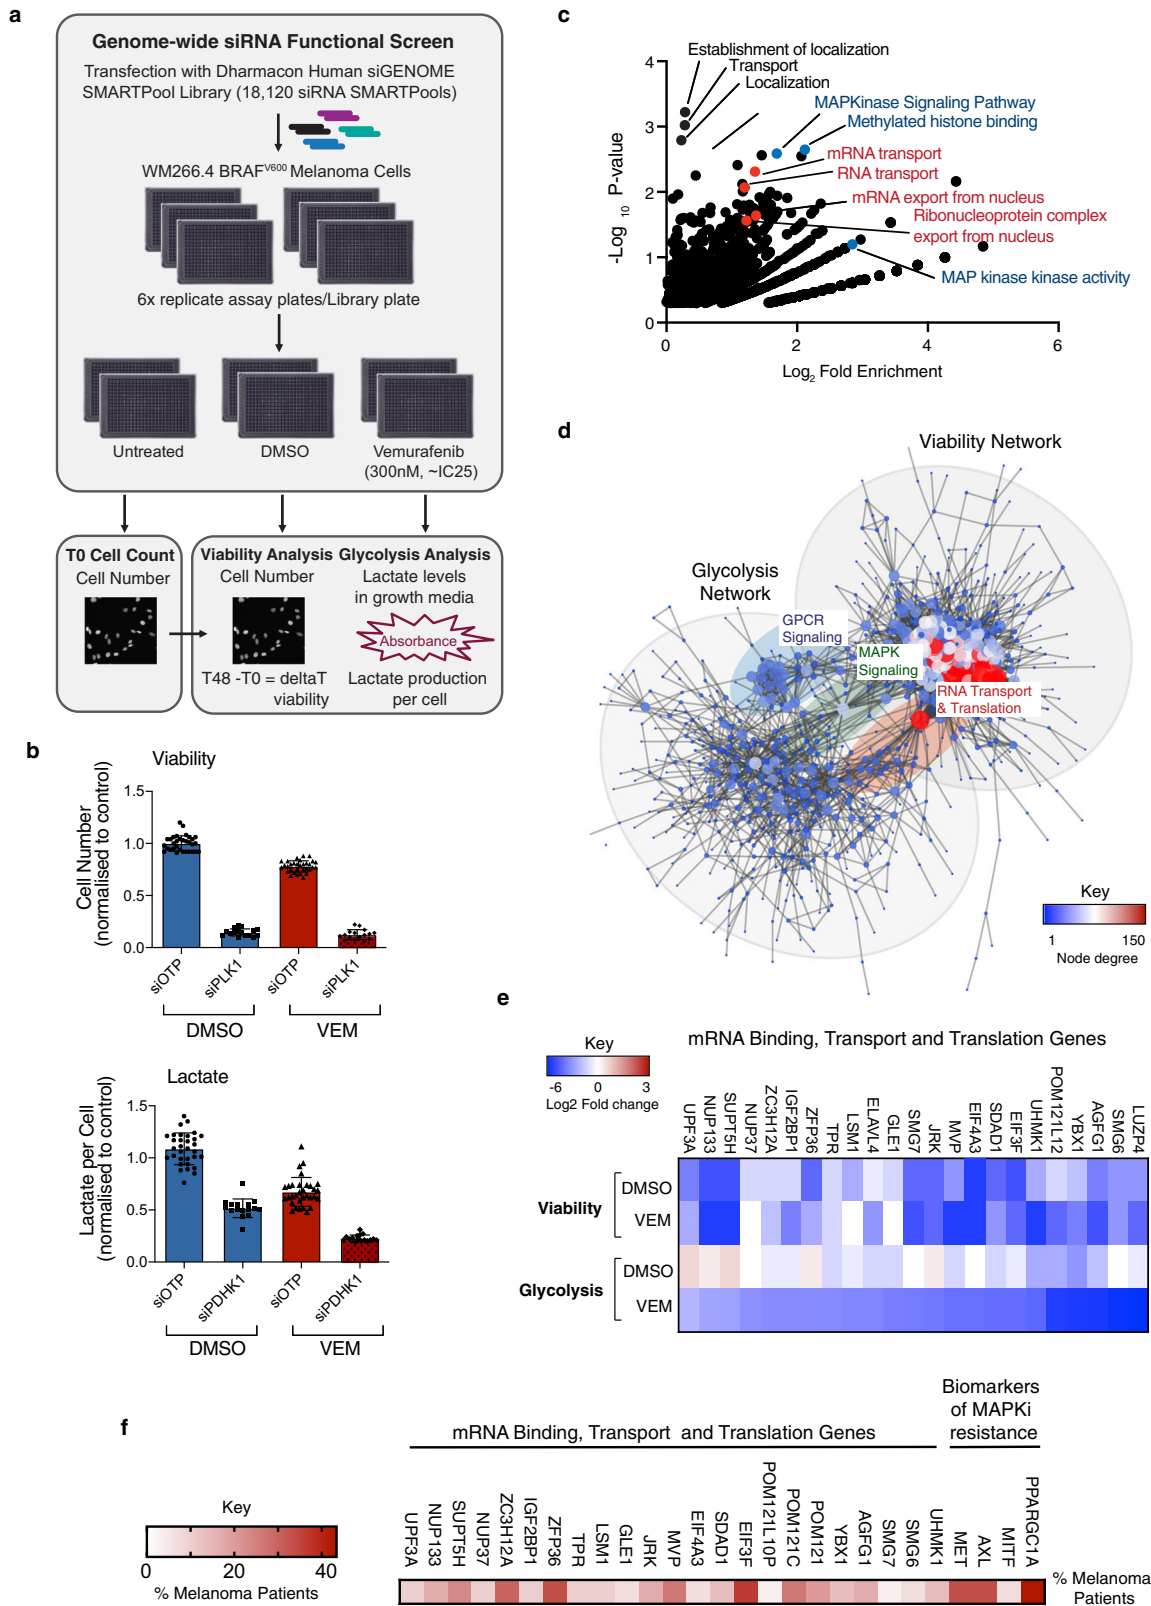 a
Genome-wide siRNA Functional Screen
Transfection with Dharmacon Human siGENOME
SMARTPool Library (18,120 siRNA SMARTPools)
WM266.4 BRAFV600 Melanoma Cells
6x replicate assay plates/Library plate
Untreated
DMSO
Vemurafenib
(300nM, ~IC25)
T0 Cell Count
Cell Number
Viability Analysis
Cell Number
T48 -T0 = deltaT
viability
Glycolysis Analysis
Lactate levels
in growth media
Absorbance
Lactate production
per cell
b
Viability
Cell Number
(normalised to control)
1.5
1.0
0.5
0.0
siOTP
siPLK1
siOTP
siPLK1
DMSO
VEM
Lactate
Lactate per Cell
(normalised to control)
1.5
1.0
0.5
0.0
siOTP
siPDHK1
siOTP
siPDHK1
DMSO
VEM
c
Establishment of localization
Transport
Localization
MAPKinase Signaling Pathway
Methylated histone binding
mRNA transport
RNA transport
mRNA export from nucleus
Ribonucleoprotein complex
export from nucleus
MAP kinase kinase activity
-Log 10 P-value
4
3
2
1
0
0
2
4
6
Log2 Fold Enrichment
d
Viability Network
Glycolysis
Network
GPCR
Signaling
MAPK
Signaling
RNA Transport
& Translation
Key
1
150
Node degree
e
mRNA Binding, Transport and Translation Genes
Key
-6
0
3
Log2 Fold change
UPF3A
NUP133
SUPT5H
NUP37
ZC3H12A
IGF2BP1
ZFP36
TPR
LSM1
ELAVL4
GLE1
SMG7
JRK
MVP
EIF4A3
SDAD1
EIF3F
UHMK1
POM121L12
YBX1
AGFG1
SMG6
LUZP4
Viability
DMSO
VEM
Glycolysis
DMSO
VEM
f
mRNA Binding, Transport and Translation Genes
Biomarkers
of MAPKi
resistance
Key
0
20
40
% Melanoma Patients
UPF3A
NUP133
SUPT5H
NUP37
ZC3H12A
IGF2BP1
ZFP36
TPR
LSM1
GLE1
JRK
MVP
EIF4A3
SDAD1
EIF3F
POM121L10P
POM121C
POM121
YBX1
AGFG1
SMG7
SMG6
UHMK1
MET
AXL
MITF
PPARGC1A
% Melanoma
Patients